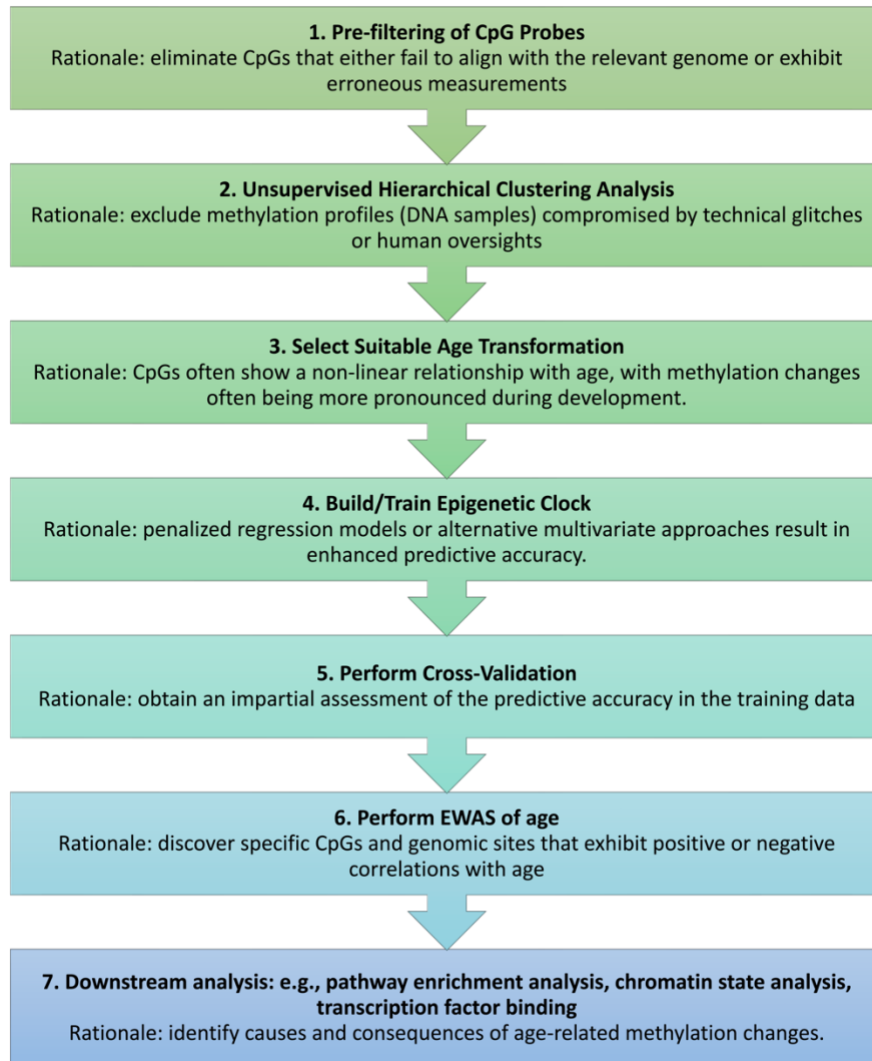 1. Pre-filtering of CpG Probes
Rationale: eliminate CpGs that either fail to align with the relevant genome or exhibit
erroneous measurements
2. Unsupervised Hierarchical Clustering Analysis
Rationale: exclude methylation profiles (DNA samples) compromised by technical glitches
or human oversights
3. Select Suitable Age Transformation
Rationale: CpGs often show a non-linear relationship with age, with methylation changes
often being more pronounced during development.
4. Build/Train Epigenetic Clock
Rationale: penalized regression models or alternative multivariate approaches result in
enhanced predictive accuracy.
5. Perform Cross-Validation
Rationale: obtain an impartial assessment of the predictive accuracy in the training data
6. Perform EWAS of age
Rationale: discover specific CpGs and genomic sites that exhibit positive or negative
correlations with age
7. Downstream analysis: e.g., pathway enrichment analysis, chromatin state analysis,
transcription factor binding
Rationale: identify causes and consequences of age-related methylation changes.